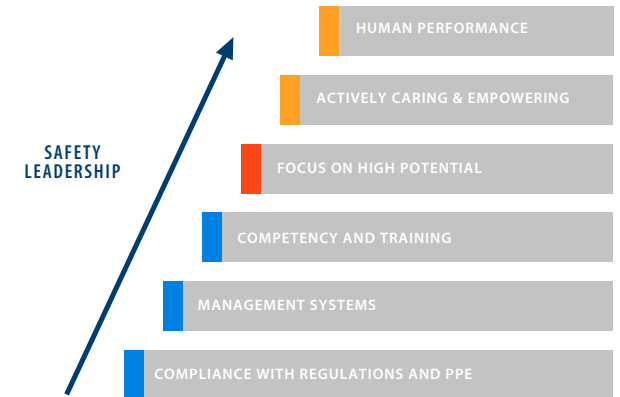 HUMAN PERFORMANCE
ACTIVELY CARING & EMPOWERING
SAFETY
LEADERSHIP
FOCUS ON HIGH POTENTIAL
COMPETENCY AND TRAINING
MANAGEMENT SYSTEMS
COMPLIANCE WITH REGULATIONS AND PPE